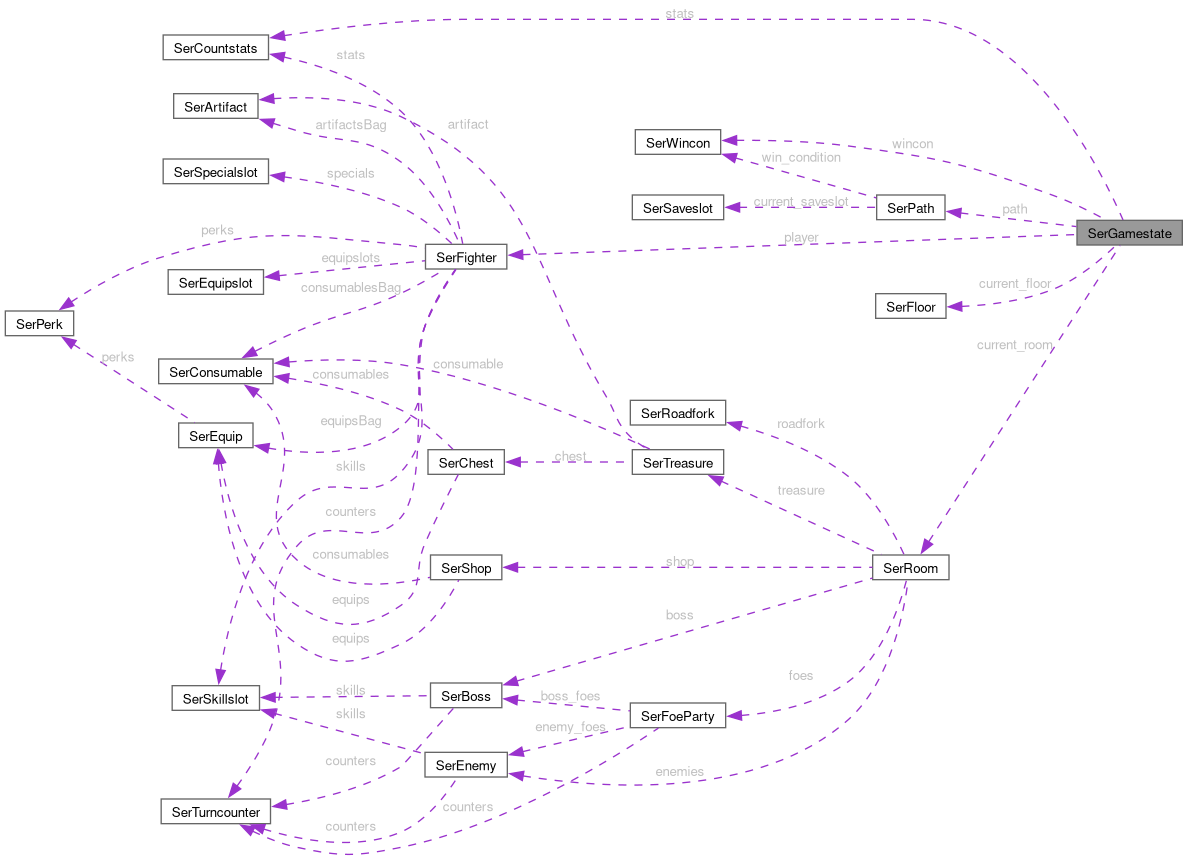 stats
SerCountstats
stats
SerArtifact
artifactsBag
artifact
SerWincon
wincon
win_condition
SerSpecialslot
specials
current_saveslot
SerSaveslot
SerPath
path
perks
player
SerGamestate
SerFighter
equipslots
SerEquipslot
consumablesBag
current_floor
SerFloor
SerPerk
current_room
perks
SerConsumable
consumable
consumables
SerRoadfork
roadfork
equipsBag
SerEquip
chest
SerChest
SerTreasure
skills
treasure
counters
consumables
shop
SerShop
SerRoom
equips
boss
equips
foes
skills
SerSkillslot
SerBoss
boss_foes
skills
SerFoeParty
enemy_foes
counters
SerEnemy
enemies
counters
SerTurncounter
counters